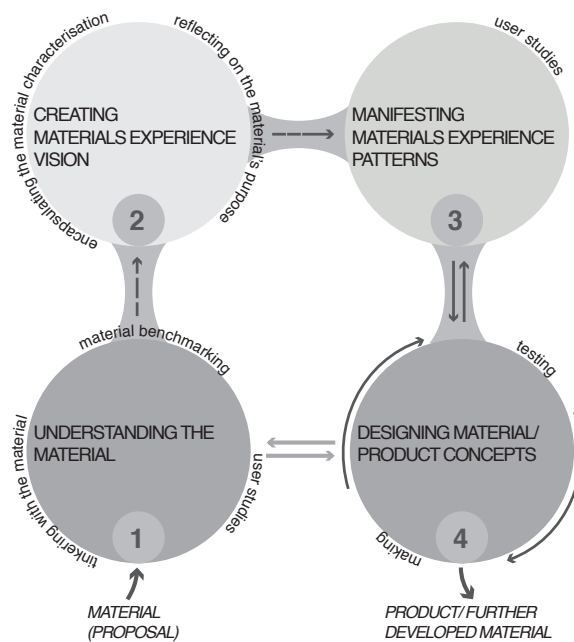 encapsulating the material characterisation
reflecting on the material's purpose
CREATING
MATERIALS EXPERIENCE
VISION
2
user studies
MANIFESTING
MATERIALS EXPERIENCE
PATTERNS
3
material benchmarking
tinkering with the material
user studies
UNDERSTANDING THE
MATERIAL
1
testing
making
DESIGNING MATERIAL/
PRODUCT CONCEPTS
4
MATERIAL
(PROPOSAL)
PRODUCT/ FURTHER
DEVELOPED MATERIAL